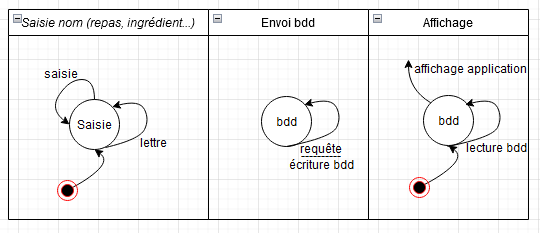 Saisie nom (repas, ingrédient...)
Envoi bdd
Affichage
saisie
Saisie
lettre
bdd
requête
écriture bdd
affichage application
bdd
lecture bdd